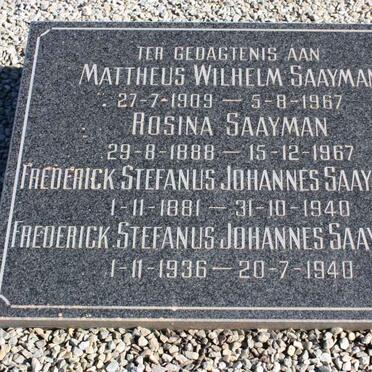 TER GEDAGTENIS AAN
MATTHEUS WILHELM SAAYMAN
27-7-1909 — 5-8-1967
ROSINA SAAYMAN
29-8-1888 — 15-12-1967
FREDERICK STEFANUS JOHANNES SAAY
1-11-1881 — 31-10-1940
FREDERICK STEFANUS JOHANNES SAAY
1-11-1936 — 20-7-1940